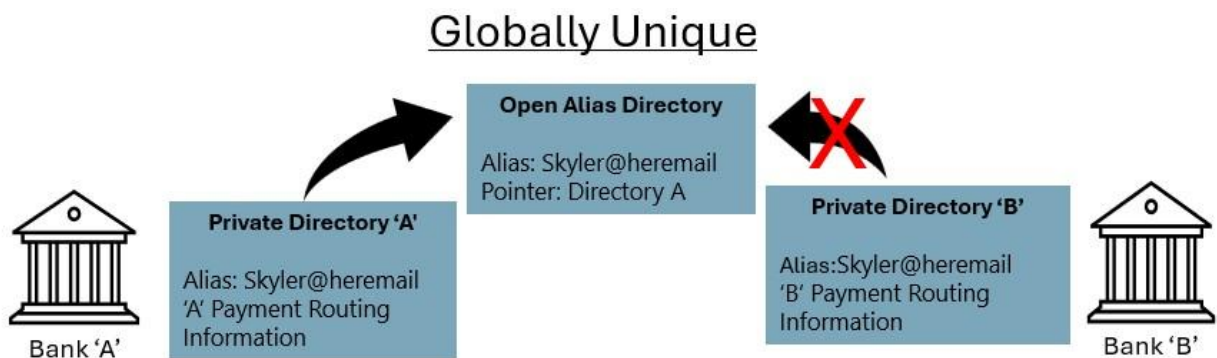 Globally Unique
Open Alias Directory
Alias: Skyler@heremail
Pointer: Directory A
Private Directory ‘A’
Alias: Skyler@heremail
‘A’ Payment Routing
Information
Bank ‘A’
Private Directory ‘B’
Alias:Skyler@heremail
‘B’ Payment Routing
Information
Bank ‘B’